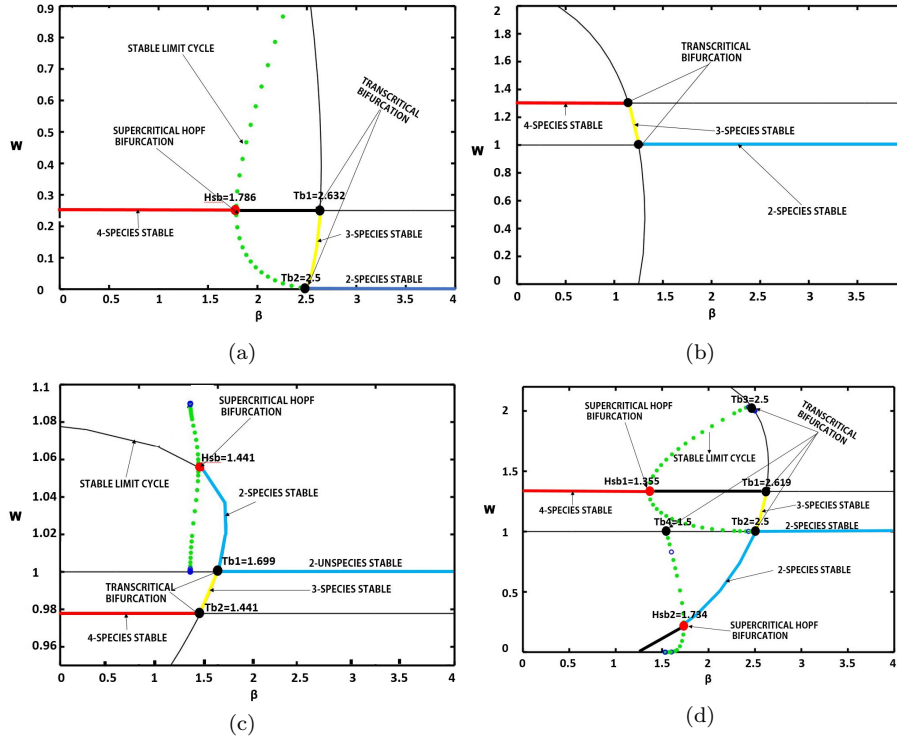 (a)
0.9
0.8
0.7
0.6
0.5
0.4
0.3
0.2
0.1
0
W
0 0.5 1 1.5 2 2.5 3 3.5 4
β
STABLE LIMIT CYCLE
TRANSCRITICAL
BIFURCATION
SUPERCRITICAL HOPF
BIFURCATION
Hsb=1.786
Tb1=2.632
4-SPECIES STABLE
3-SPECIES STABLE
Tb2=2.5
2-SPECIES STABLE
(a)
(b)
2
1.8
1.6
1.4
1.2
1
0.8
0.6
0.4
0.2
0
W
0 0.5 1 1.5 2 2.5 3 3.5
β
TRANSCRITICAL
BIFURCATION
4-SPECIES STABLE
3-SPECIES STABLE
2-SPECIES STABLE
(b)
(c)
1.1
1.08
1.06
1.04
1.02
1
0.98
0.96
W
0 0.5 1 1.5 2 2.5 3 3.5 4
β
SUPERCRITICAL HOPF
BIFURCATION
Hsb=1.441
STABLE LIMIT CYCLE
2-SPECIES STABLE
Tb1=1.699
2-UNSPECIES STABLE
TRANSCRITICAL
BIFURCATION
3-SPECIES STABLE
Tb2=1.441
4-SPECIES STABLE
(c)
(d)
2
1.5
1
0.5
0
W
0 0.5 1 1.5 2 2.5 3 3.5 4
β
Tb3=2.5
SUPERCRITICAL HOPF
BIFURCATION
TRANSCRITICAL
BIFURCATION
STABLE LIMIT CYCLE
Hsb1=1.355
Tb1=2.619
4-SPECIES STABLE
3-SPECIES STABLE
Tb4=1.5
Tb2=2.5
2-SPECIES STABLE
2-SPECIES STABLE
Hsb2=1.734
SUPERCRITICAL HOPF
BIFURCATION
(d)